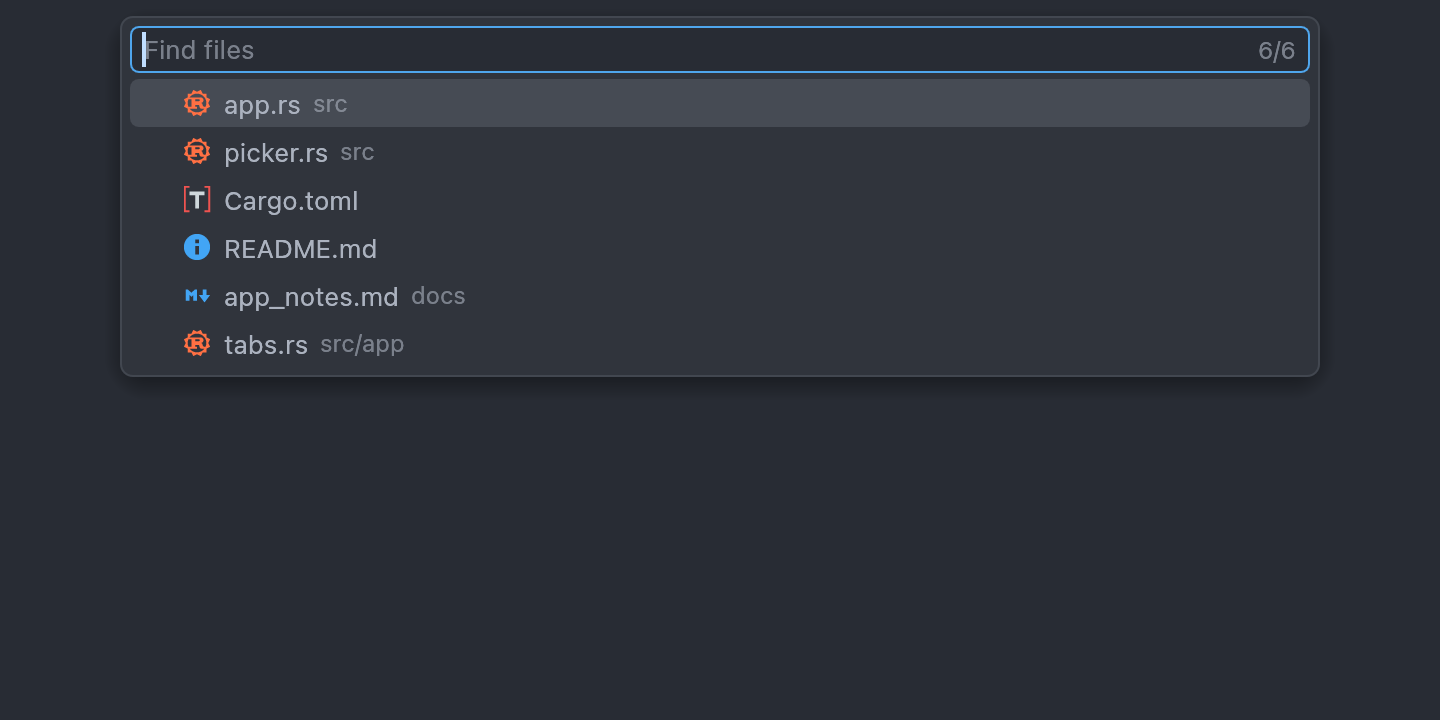 Find files 6/6
app.rs src
picker.rs src
Cargo.toml
README.md
app_notes.md docs
tabs.rs src/app